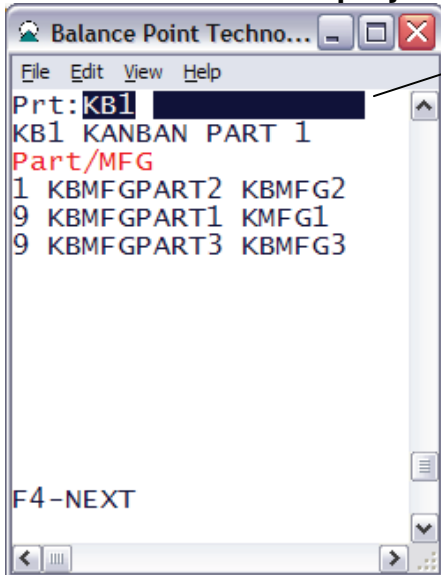 Balance Point Techno...
File Edit View Help
Prt:KB1
KB1 KANBAN PART 1
Part/MFG
1 KBMFGPART2 KBMFG2
9 KBMFGPART1 KMFG1
9 KBMFGPART3 KBMFG3
F4-NEXT